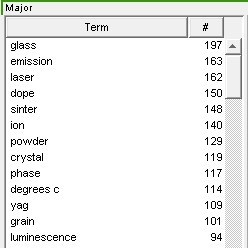 Major
Term #
glass 197
emission 163
laser 162
dope 150
sinter 148
ion 140
powder 129
crystal 119
phase 117
degrees c 114
yag 109
grain 101
luminescence 94